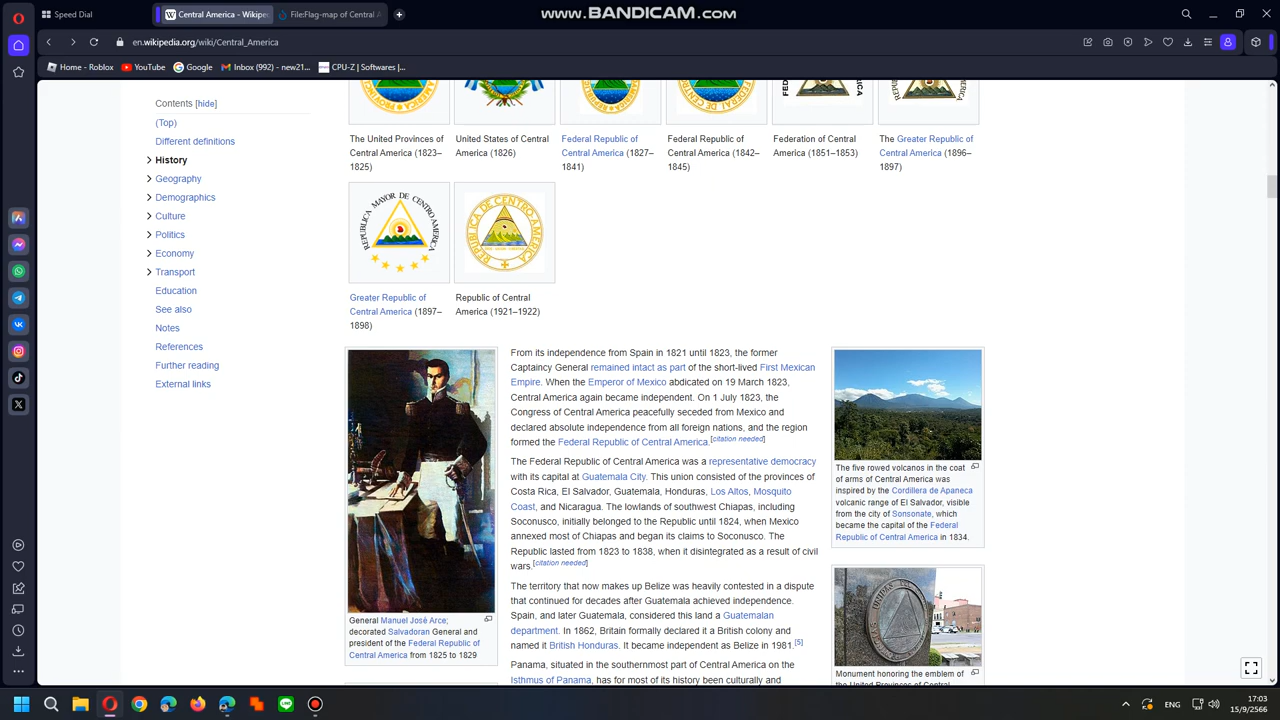 Speed Dial
Central America - Wikipe
File:Flag-map of Central A
www.BANDICAM.com
en.wikipedia.org/wiki/Central_America
Home - Roblox
YouTube
Google
Inbox (992) - new21...
CPU-Z | Softwares |...
Contents [hide]
(Top)
Different definitions
History
Geography
Demographics
Culture
Politics
Economy
Transport
Education
See also
Notes
References
Further reading
External links
The United Provinces of
Central America (1823–
1825)
United States of Central
America (1826)
Federal Republic of
Central America (1827–
1841)
Federal Republic of
Central America (1842–
1845)
Federation of Central
America (1851–1853)
The Greater Republic of
Central America (1896–
1897)
REPUBLICA MAYOR DE CENTROAMERICA
REPUBLICA DE CENTRO AMERICA
Greater Republic of
Central America (1897–
1898)
Republic of Central
America (1921–1922)
General Manuel José Arce;
decorated Salvadoran General and
president of the Federal Republic of
Central America from 1825 to 1829
From its independence from Spain in 1821 until 1823, the former
Captaincy General remained intact as part of the short-lived First Mexican
Empire. When the Emperor of Mexico abdicated on 19 March 1823,
Central America again became independent. On 1 July 1823, the
Congress of Central America peacefully seceded from Mexico and
declared absolute independence from all foreign nations, and the region
formed the Federal Republic of Central America.[citation needed]
The Federal Republic of Central America was a representative democracy
with its capital at Guatemala City. This union consisted of the provinces of
Costa Rica, El Salvador, Guatemala, Honduras, Los Altos, Mosquito
Coast, and Nicaragua. The lowlands of southwest Chiapas, including
Soconusco, initially belonged to the Republic until 1824, when Mexico
annexed most of Chiapas and began its claims to Soconusco. The
Republic lasted from 1823 to 1838, when it disintegrated as a result of civil
wars.[citation needed]
The territory that now makes up Belize was heavily contested in a dispute
that continued for decades after Guatemala achieved independence.
Spain, and later Guatemala, considered this land a Guatemalan
department. In 1862, Britain formally declared it a British colony and
named it British Honduras. It became independent as Belize in 1981.[5]
Panama, situated in the southernmost part of Central America on the
Isthmus of Panama, has for most of its history been culturally and
The five rowed volcanos in the coat
of arms of Central America was
inspired by the Cordillera de Apaneca
volcanic range of El Salvador, visible
from the city of Sonsonate, which
became the capital of the Federal
Republic of Central America in 1834.
Monument honoring the emblem of
the United Provinces of Central
ENG
17:03
15/9/2566